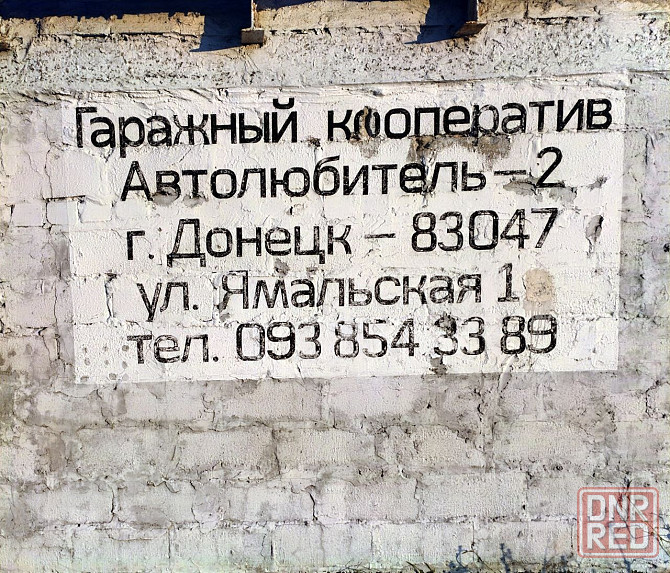 Гаражный кооператив
Автолюбитель-2
г. Донецк - 83047
ул. Ямальская 1
тел. 093 854 33 89
DNR
RED